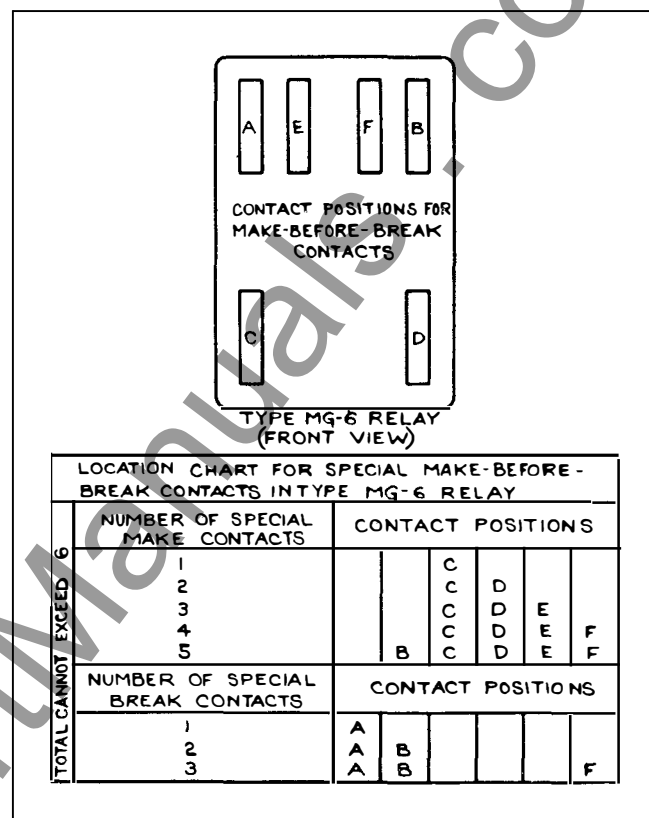 A E F B
CONTACT POSITIONS FOR
MAKE-BEFORE-BREAK
CONTACTS
C D
TYPE MG-6 RELAY
(FRONT VIEW)
LOCATION CHART FOR SPECIAL MAKE-BEFORE-
BREAK CONTACTS IN TYPE MG-6 RELAY
TOTAL CANNOT EXCEED 6
NUMBER OF SPECIAL
MAKE CONTACTS
CONTACT POSITIONS
1 C
2 C D
3 C D E
4 C D E F
5 B C D E F
NUMBER OF SPECIAL
BREAK CONTACTS
CONTACT POSITIONS
1 A
2 A B
3 A B F
tManuals.co